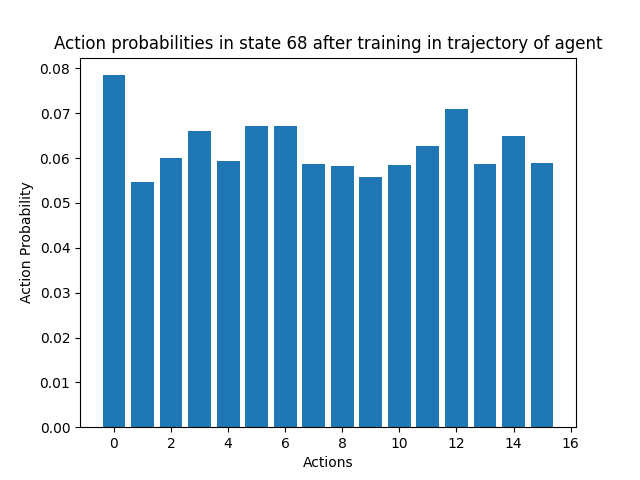 Action probabilities in state 68 after training in trajectory of agent
0.08
0.07
0.06
0.05
0.04
0.03
0.02
0.01
0.00
Action Probability
0 2 4 6 8 10 12 14 16
Actions